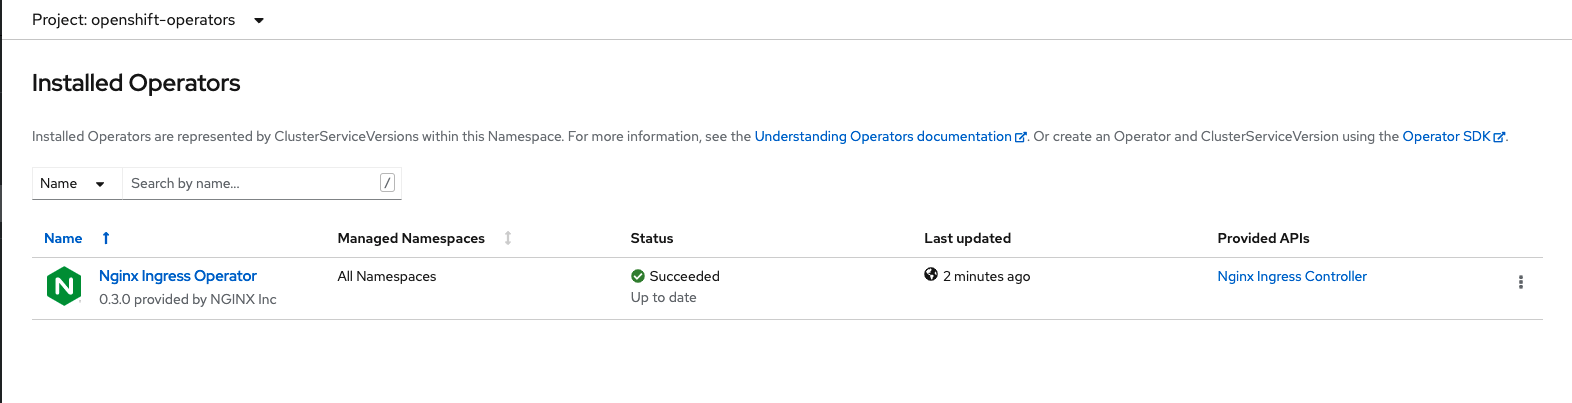 Project: openshift-operators
Installed Operators
Installed Operators are represented by ClusterServiceVersions within this Namespace. For more information, see the Understanding Operators documentation. Or create an Operator and ClusterServiceVersion using the Operator SDK.
Name Search by name... /
Name Managed Namespaces Status Last updated Provided APIs
N Nginx Ingress Operator All Namespaces Succeeded 2 minutes ago Nginx Ingress Controller
0.3.0 provided by NGINX Inc Up to date